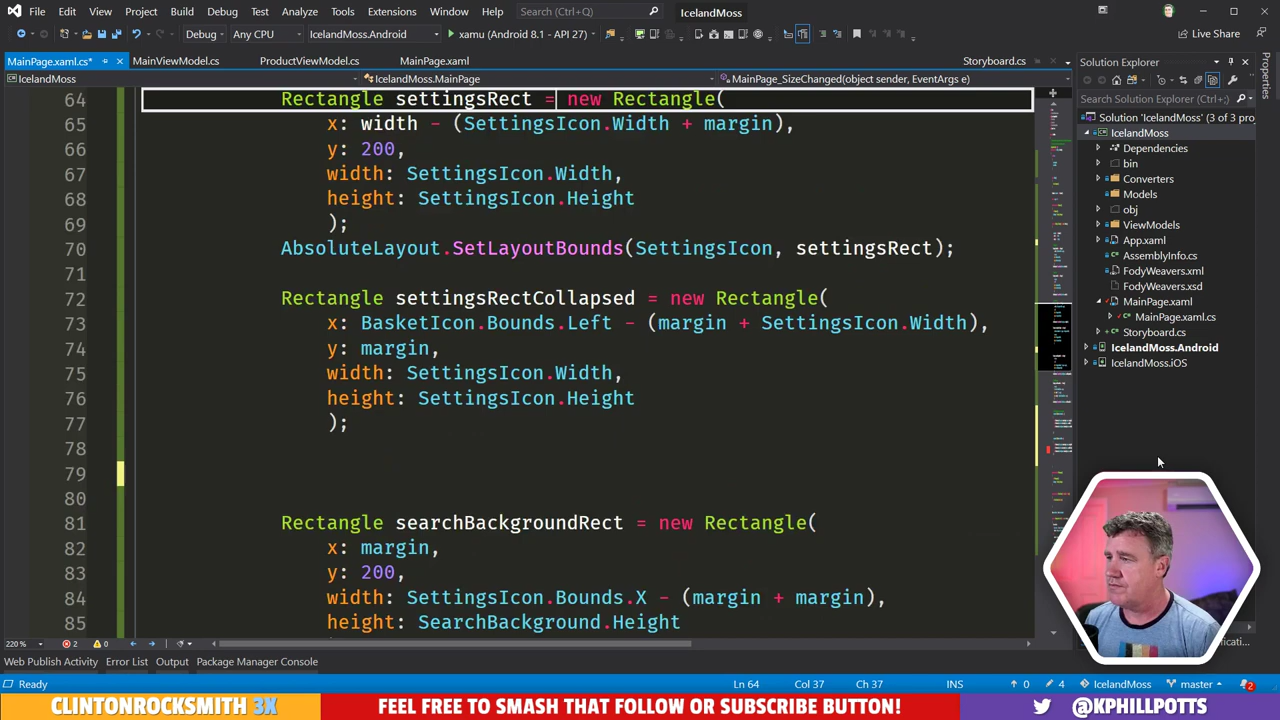 File Edit View Git Project Build Debug Test Analyze Tools Extensions Window Help Search (Ctrl+Q) IcelandMoss
Debug Any CPU IcelandMoss.Android xamu (Android 8.1 - API 27) Live Share
MainPage.xaml.cs* MainViewModel.cs ProductViewModel.cs MainPage.xaml Storyboard.cs Solution Explorer
IcelandMoss IcelandMoss.MainPage MainPage_SizeChanged(object sender, EventArgs e)
Search Solution Explorer (Ctrl+;)
Properties
64 Rectangle settingsRect = new Rectangle(
65 x: width - (SettingsIcon.Width + margin),
66 y: 200,
67 width: SettingsIcon.Width,
68 height: SettingsIcon.Height
69 );
70 AbsoluteLayout.SetLayoutBounds(SettingsIcon, settingsRect);
71
72 Rectangle settingsRectCollapsed = new Rectangle(
73 x: BasketIcon.Bounds.Left - (margin + SettingsIcon.Width),
74 y: margin,
75 width: SettingsIcon.Width,
76 height: SettingsIcon.Height
77 );
78
79
80
81 Rectangle searchBackgroundRect = new Rectangle(
82 x: margin,
83 y: 200,
84 width: SettingsIcon.Bounds.X - (margin + margin),
85 height: SearchBackground.Height
Solution 'IcelandMoss' (3 of 3 pro
IcelandMoss
Dependencies
bin
Converters
Models
obj
ViewModels
App.xaml
AssemblyInfo.cs
FodyWeavers.xml
FodyWeavers.xsd
MainPage.xaml
MainPage.xaml.cs
Storyboard.cs
IcelandMoss.Android
IcelandMoss.iOS
220 % 2 0
Web Publish Activity Error List Output Package Manager Console
Ready Ln 64 Col 37 Ch 37 INS 0 4 IcelandMoss master 2
CLINTONROCKSMITH 3X FEEL FREE TO SMASH THAT FOLLOW OR SUBSCRIBE BUTTON! @KPHILLPOTTS